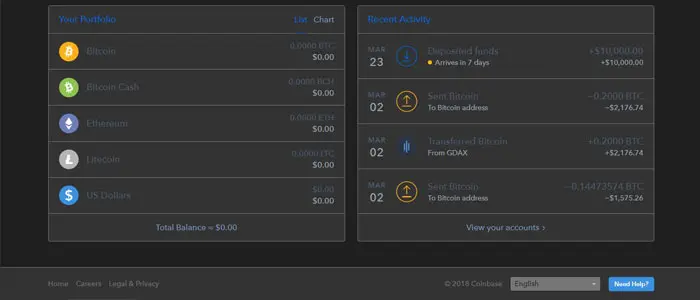 Your Portfolio
List Chart
Bitcoin
0.0000 BTC
$0.00
Bitcoin Cash
0.0000 BCH
$0.00
Ethereum
0.0000 ETH
$0.00
Litecoin
0.0000 LTC
$0.00
US Dollars
$0.00
$0.00
Total Balance ≈ $0.00
Recent Activity
MAR
23
Deposited funds
+$10,000.00
Arrives in 7 days
+$10,000.00
MAR
02
Sent Bitcoin
−0.2000 BTC
To Bitcoin address
−$2,176.74
MAR
02
Transferred Bitcoin
+0.2000 BTC
From GDAX
+$2,176.74
MAR
02
Sent Bitcoin
−0.14473574 BTC
To Bitcoin address
−$1,575.26
View your accounts ›
Home Careers Legal & Privacy
© 2018 Coinbase
English
Need Help?